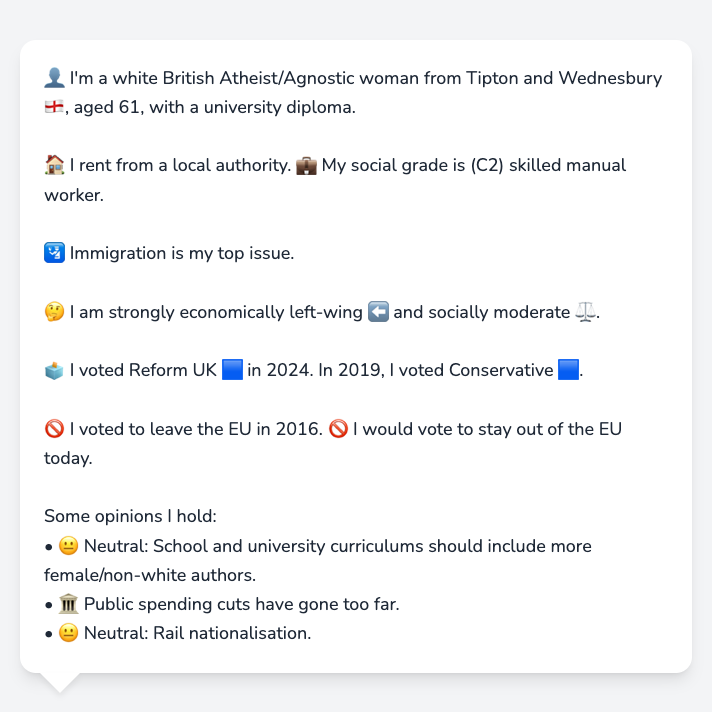 👤 I'm a white British Atheist/Agnostic woman from Tipton and Wednesbury
🏴󠁧󠁢󠁥󠁮󠁧󠁿, aged 61, with a university diploma.
🏠 I rent from a local authority. 💼 My social grade is (C2) skilled manual
worker.
🛂 Immigration is my top issue.
🤔 I am strongly economically left-wing ⬅️ and socially moderate ⚖️.
🗳️ I voted Reform UK 🟦 in 2024. In 2019, I voted Conservative 🟦.
🚫 I voted to leave the EU in 2016. 🚫 I would vote to stay out of the EU
today.
Some opinions I hold:
• 😐 Neutral: School and university curriculums should include more
female/non-white authors.
• 🏛️ Public spending cuts have gone too far.
• 😐 Neutral: Rail nationalisation.